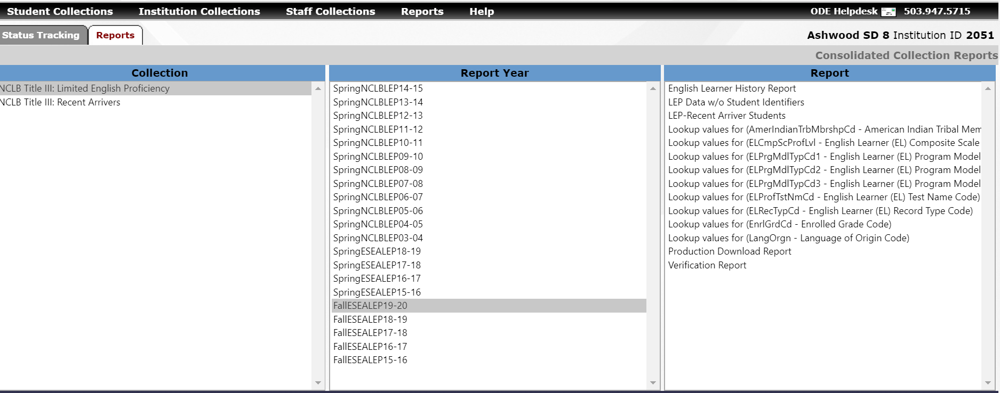 Student Collections Institution Collections Staff Collections Reports Help ODE Helpdesk 503.947.5715
Status Tracking Reports Ashwood SD 8 Institution ID 2051
Consolidated Collection Reports
Collection
NCLB Title III: Limited English Proficiency
NCLB Title III: Recent Arrivers
Report Year
SpringNCLBLEP14-15
SpringNCLBLEP13-14
SpringNCLBLEP12-13
SpringNCLBLEP11-12
SpringNCLBLEP10-11
SpringNCLBLEP09-10
SpringNCLBLEP08-09
SpringNCLBLEP07-08
SpringNCLBLEP06-07
SpringNCLBLEP05-06
SpringNCLBLEP04-05
SpringNCLBLEP03-04
SpringESEALEP18-19
SpringESEALEP17-18
SpringESEALEP16-17
SpringESEALEP15-16
FallESEALEP19-20
FallESEALEP18-19
FallESEALEP17-18
FallESEALEP16-17
FallESEALEP15-16
Report
English Learner History Report
LEP Data w/o Student Identifiers
LEP-Recent Arriver Students
Lookup values for (AmerIndianTrbMbrshpCd - American Indian Tribal Mem
Lookup values for (ELCmpScProfLvl - English Learner (EL) Composite Scale
Lookup values for (ELPrgMdlTypCd1 - English Learner (EL) Program Model
Lookup values for (ELPrgMdlTypCd2 - English Learner (EL) Program Model
Lookup values for (ELPrgMdlTypCd3 - English Learner (EL) Program Model
Lookup values for (ELProfTstNmCd - English Learner (EL) Test Name Code)
Lookup values for (ELRecTypCd - English Learner (EL) Record Type Code)
Lookup values for (EnrlGrdCd - Enrolled Grade Code)
Lookup values for (LangOrgn - Language of Origin Code)
Production Download Report
Verification Report